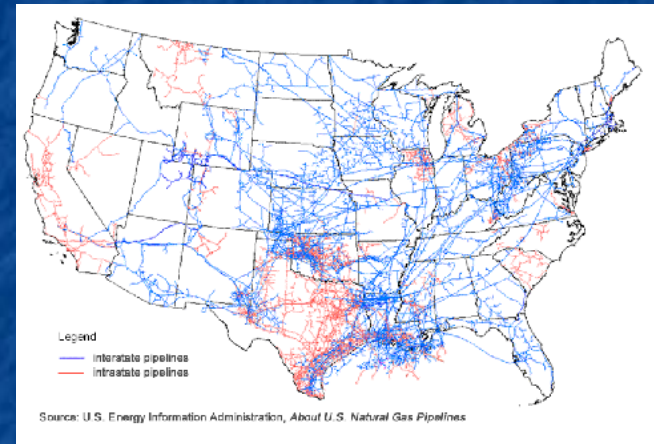 Legend
interstate pipelines
intrastate pipelines
Source: U.S. Energy Information Administration, About U.S. Natural Gas Pipelines